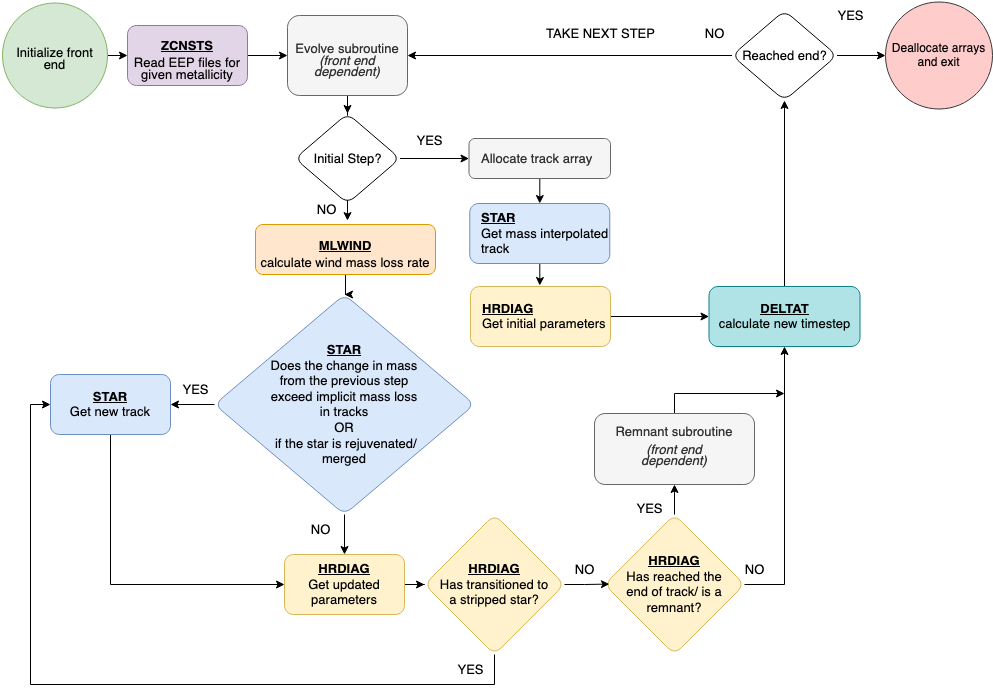 Initialize front
end
ZCNSTS
Read EEP files for
given metallicity
Evolve subroutine
(front end
dependent)
TAKE NEXT STEP
NO
Reached end?
YES
Deallocate arrays
and exit
Initial Step?
YES
Allocate track array
NO
STAR
Get mass interpolated
track
MLWIND
calculate wind mass loss rate
HRDIAG
Get initial parameters
DELTAT
calculate new timestep
STAR
Does the change in mass
from the previous step
exceed implicit mass loss
in tracks
OR
if the star is rejuvenated/
merged
YES
STAR
Get new track
Remnant subroutine
(front end
dependent)
NO
YES
HRDIAG
Get updated
parameters
HRDIAG
Has transitioned to
a stripped star?
NO
HRDIAG
Has reached the
end of track/ is a
remnant?
NO
YES